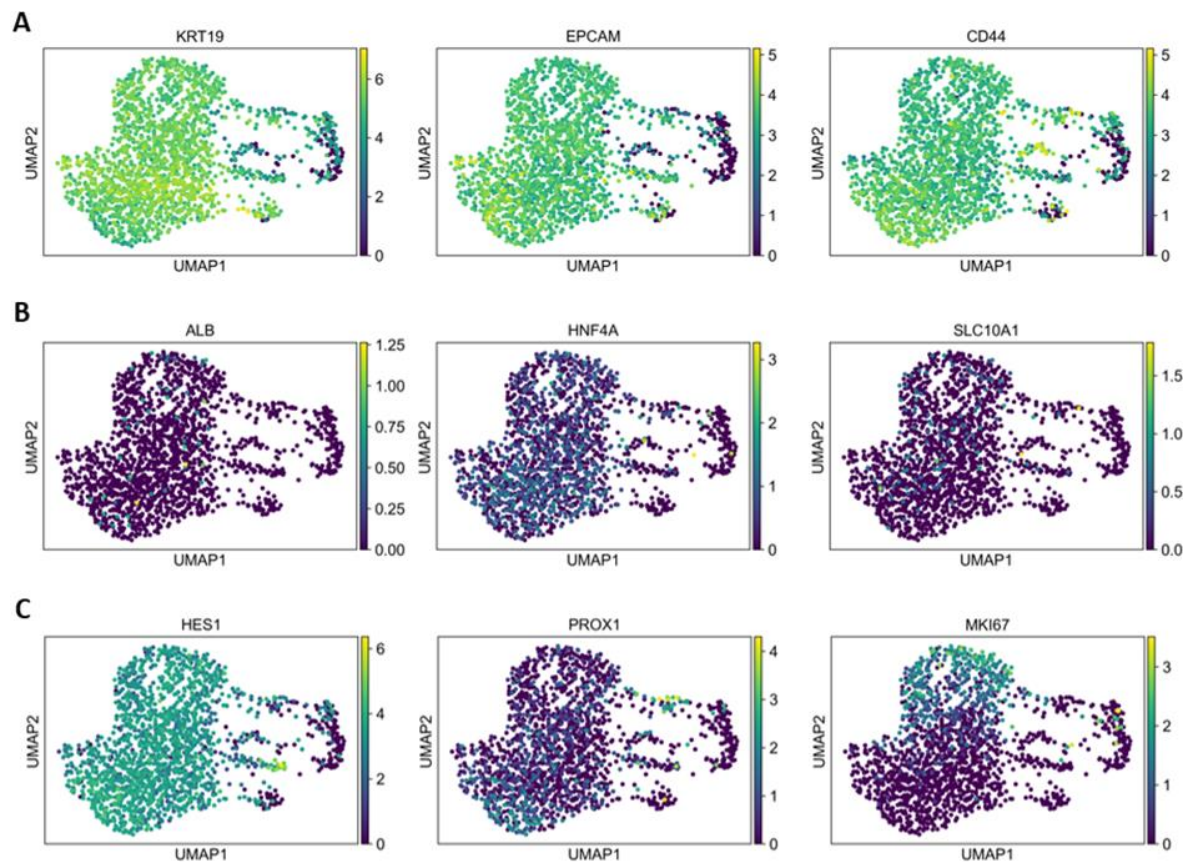 A
KRT19 EPCAM CD44
UMAP2 UMAP2 UMAP2
6 5 5
4 4
4 3 3
2 2 2
1 1
0 0 0
UMAP1 UMAP1 UMAP1
B
ALB HNF4A SLC10A1
UMAP2 UMAP2 UMAP2
1.25 3
1.5
1.00
2
0.75 1.0
0.50
1 0.5
0.25
0.00 0 0.0
UMAP1 UMAP1 UMAP1
C
HES1 PROX1 MKI67
UMAP2 UMAP2 UMAP2
6 4 3
4 3 2
2
2 1 1
0 0 0
UMAP1 UMAP1 UMAP1